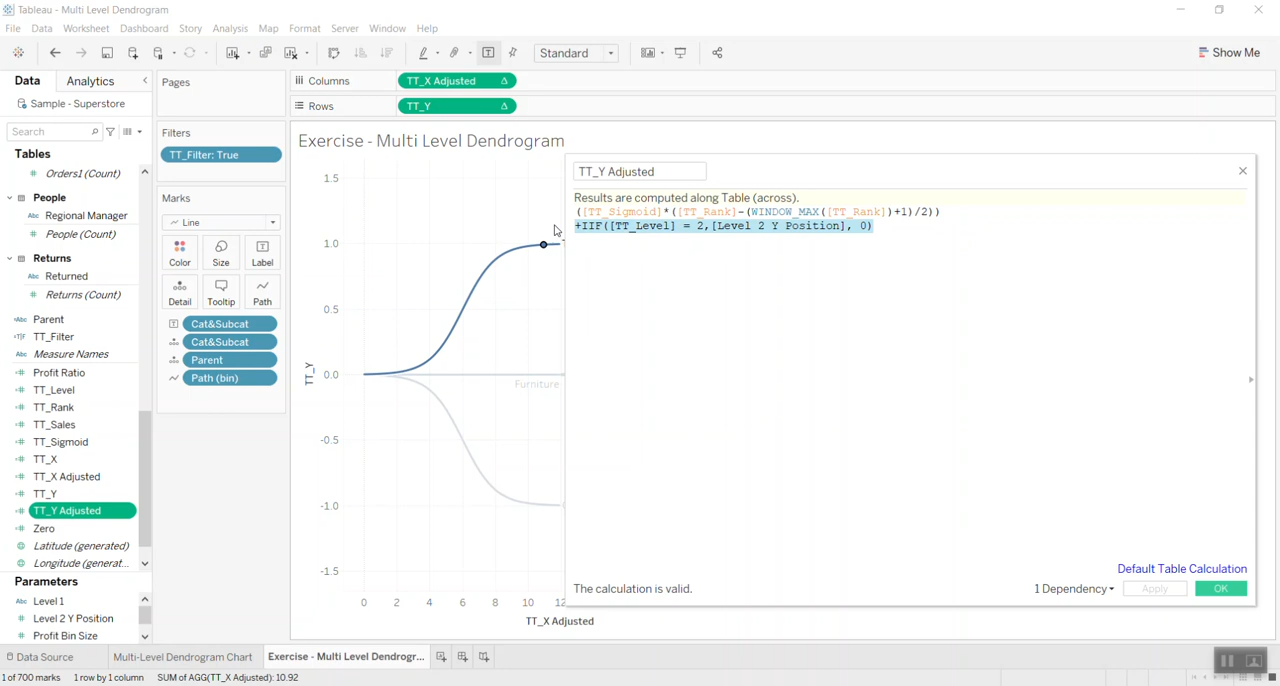 Tableau - Multi Level Dendrogram
File Data Worksheet Dashboard Story Analysis Map Format Server Window Help
Standard
Show Me
Data Analytics
Sample - Superstore
Search
Tables
Orders1 (Count)
People
Abc Regional Manager
People (Count)
Returns
Abc Returned
Returns (Count)
Abc Parent
T|F TT_Filter
Abc Measure Names
Profit Ratio
TT_Level
TT_Rank
TT_Sales
TT_Sigmoid
TT_X
TT_X Adjusted
TT_Y
TT_Y Adjusted
Zero
Latitude (generated)
Longitude (generat...
Parameters
Abc Level 1
Level 2 Y Position
Profit Bin Size
Pages
Filters
TT_Filter: True
Marks
Line
Color Size Label
Detail Tooltip Path
Cat&Subcat
Cat&Subcat
Parent
Path (bin)
Columns TT_X Adjusted
Rows TT_Y
Exercise - Multi Level Dendrogram
1.5
1.0
0.5
0.0
-0.5
-1.0
-1.5
TT_Y
Furniture
0 2 4 6 8 10 12
TT_X Adjusted
TT_Y Adjusted
Results are computed along Table (across).
([TT_Sigmoid]*([TT_Rank]-(WINDOW_MAX([TT_Rank])+1)/2))
+IIF([TT_Level] = 2,[Level 2 Y Position], 0)
Default Table Calculation
The calculation is valid.
1 Dependency Apply OK
Data Source Multi-Level Dendrogram Chart Exercise - Multi Level Dendrogr...
1 of 700 marks 1 row by 1 column SUM of AGG(TT_X Adjusted): 10.92